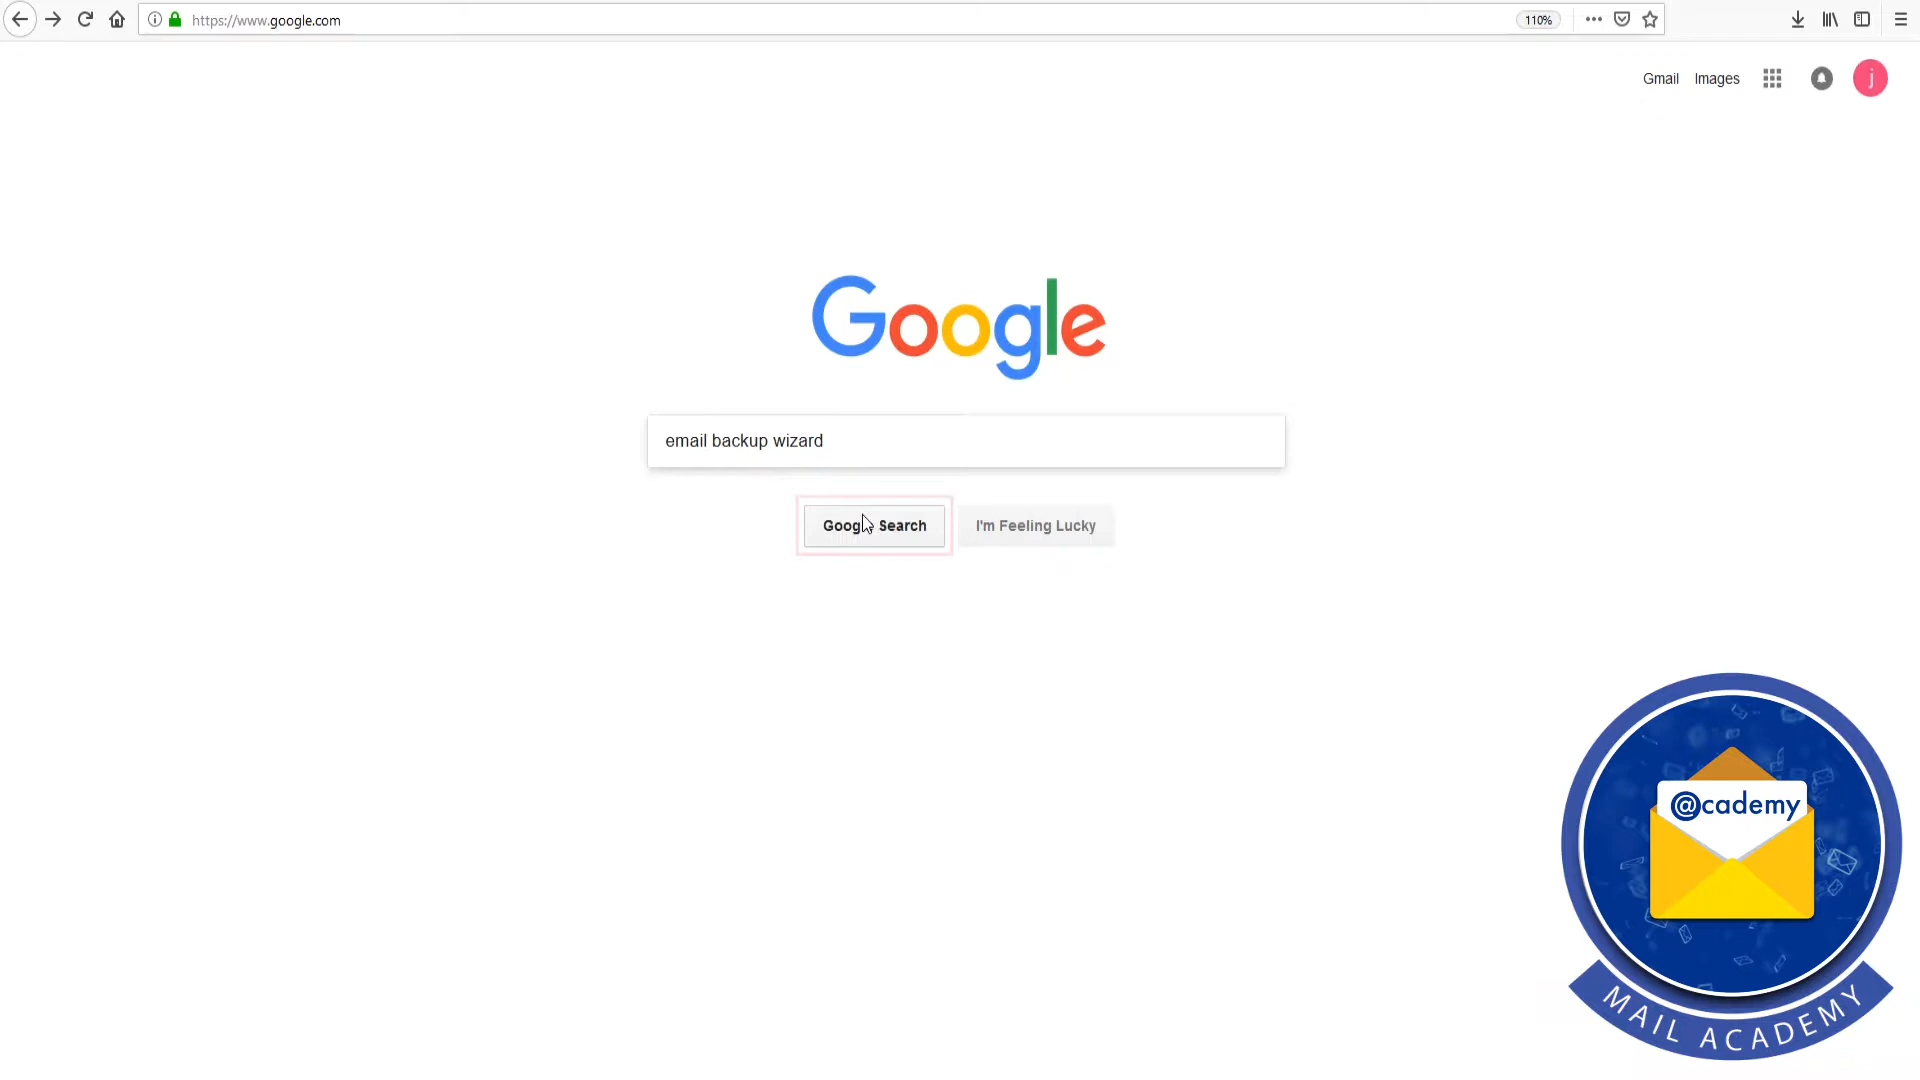 https://www.google.com
110%
Gmail
Images
j
Google
email backup wizard
Google Search
I'm Feeling Lucky
@cademy
MAIL ACADEMY